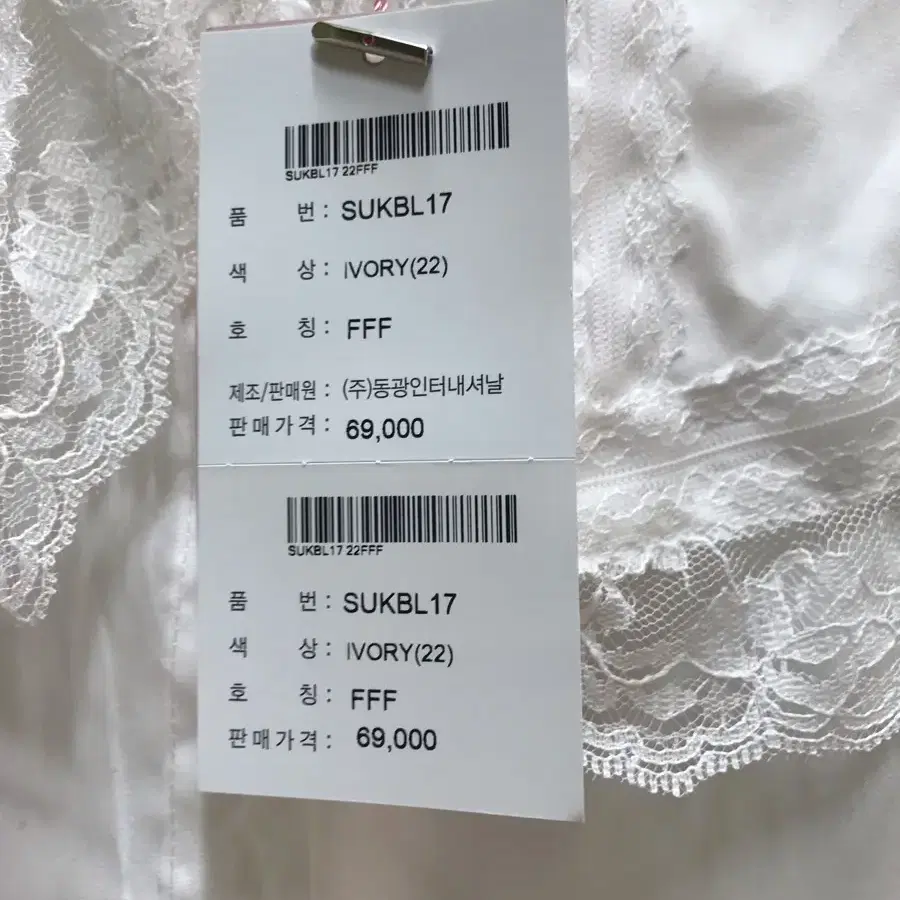 SUKBL17 22FFF
품 번 : SUKBL17
색 상 : IVORY(22)
호 칭 : FFF
제조/판매원 : (주)동광인터내셔날
판매가격 : 69,000
SUKBL17 22FFF
품 번 : SUKBL17
색 상 : IVORY(22)
호 칭 : FFF
판매가격 : 69,000